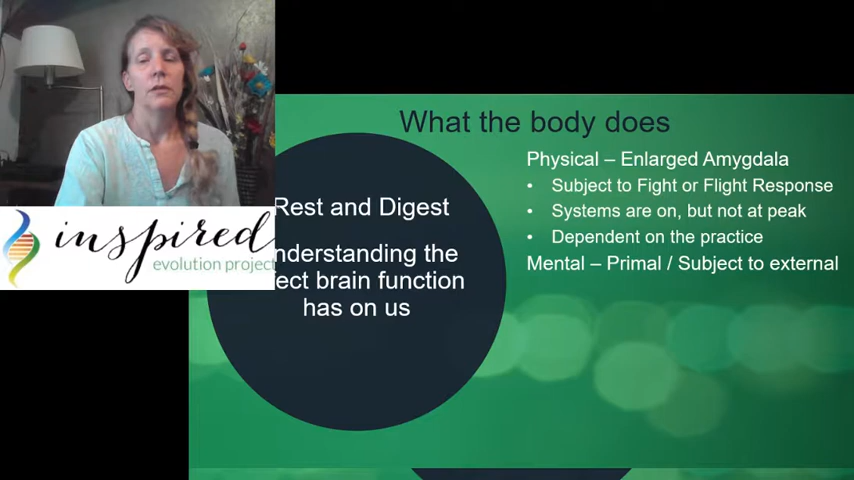 What the body does
Rest and Digest
nderstanding the
ect brain function
has on us
Physical – Enlarged Amygdala
• Subject to Fight or Flight Response
• Systems are on, but not at peak
• Dependent on the practice
Mental – Primal / Subject to external
inspired
evolution project